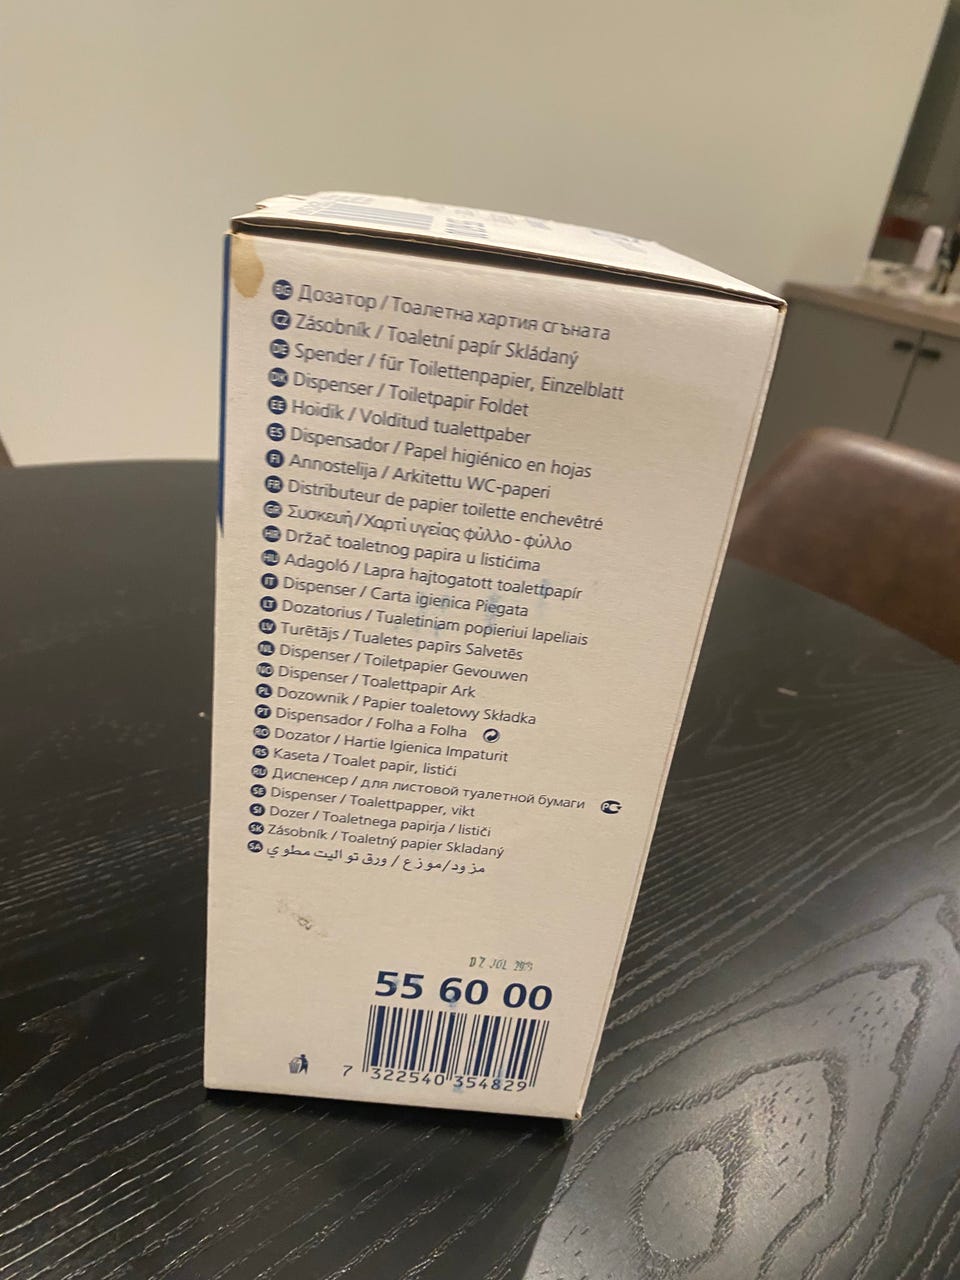 BG Дозатор / Тоалетна хартия сгъната
CZ Zásobník / Toaletní papír Skládaný
DE Spender / für Toilettenpapier, Einzelblatt
DK Dispenser / Toiletpapir Foldet
EE Hoidik / Volditud tualettpaber
ES Dispensador / Papel higiénico en hojas
FI Annostelija / Arkitettu WC-paperi
FR Distributeur de papier toilette enchevêtré
GR Συσκευή / Χαρτί υγείας φύλλο - φύλλο
HR Držač toaletnog papira u listićima
HU Adagoló / Lapra hajtogatott toalettpapír
IT Dispenser / Carta igienica Piegata
LT Dozatorius / Tualetiniam popieriui lapeliais
LV Turētājs / Tualetes papīrs Salvetēs
NL Dispenser / Toiletpapier Gevouwen
NO Dispenser / Toalettpapir Ark
PL Dozownik / Papier toaletowy Składka
PT Dispensador / Folha a Folha
RO Dozator / Hartie Igienica Impaturit
RS Kaseta / Toalet papir, listići
RU Диспенсер / для листовой туалетной бумаги
SE Dispenser / Toalettpapper, vikt
SI Dozer / Toaletnega papirja / lističi
SK Zásobník / Toaletný papier Skladaný
SA مزود/موزع / ورق تواليت مطوي
55 60 00
7 322540 354829